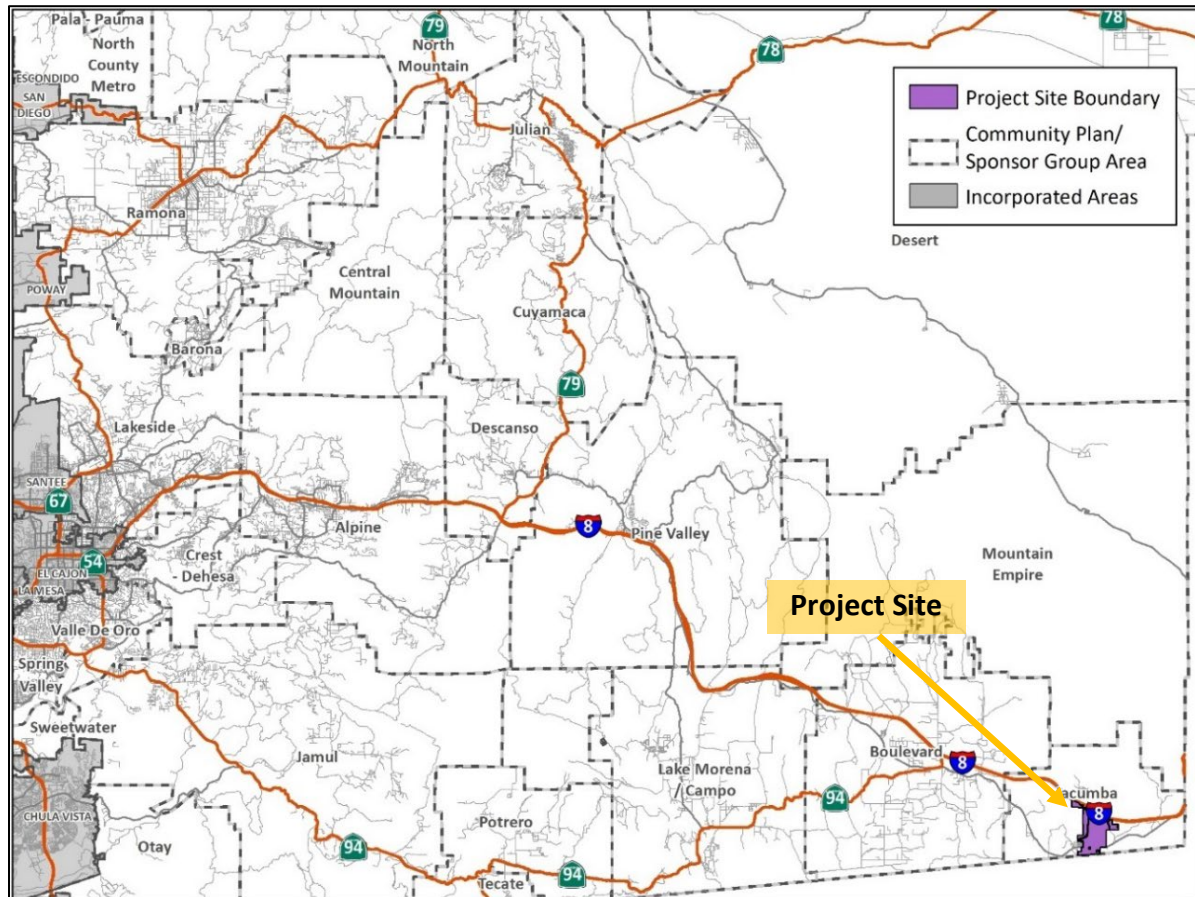 Pala - Pauma
North
County
Metro
79
North
Mountain
78
78
ESCONDIDO
SAN
DIEGO
Julian
Project Site Boundary
Community Plan/
Sponsor Group Area
Incorporated Areas
Ramona
Desert
Central
Mountain
POWAY
Cuyamaca
Barona
79
Lakeside
Descanso
SANTEE
67
Alpine
8
Pine Valley
Mountain
Empire
54
EL CAJON
LA MESA
Crest
- Dehesa
Project Site
Valle De Oro
Spring
Valley
Sweetwater
Jamul
Lake Morena
/ Campo
Boulevard
8
94
acumba
8
CHULA VISTA
Otay
Potrero
94
94
Tecate